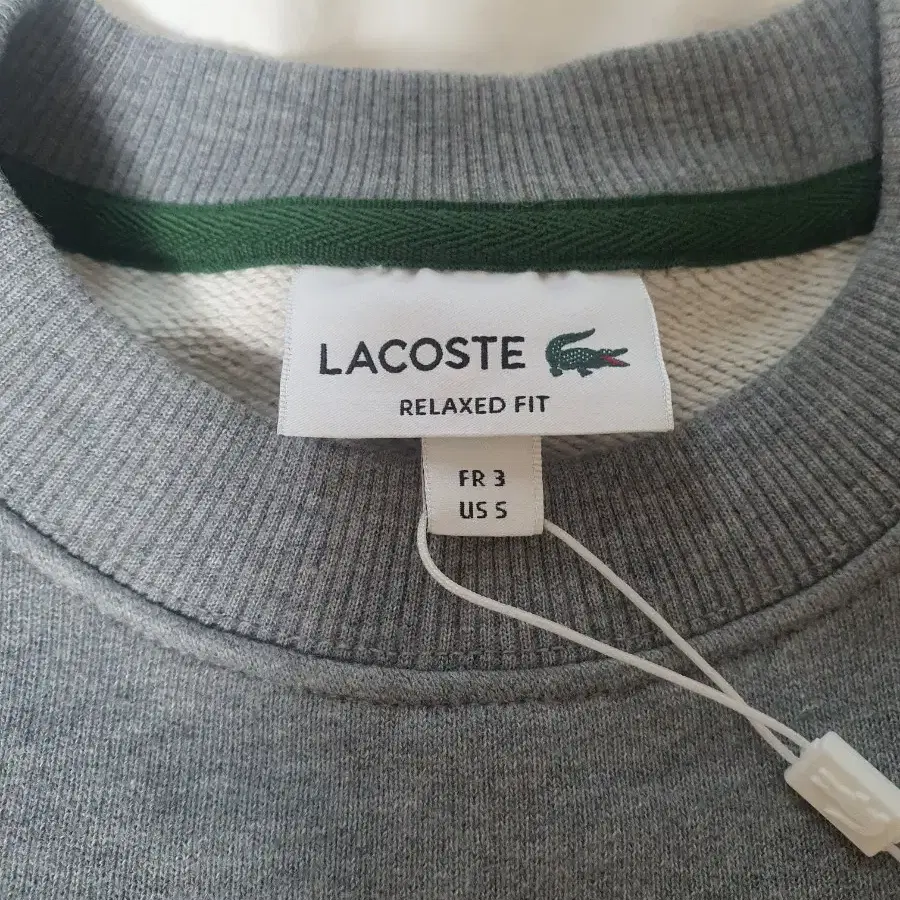 LACOSTE
RELAXED FIT
FR 3
US S